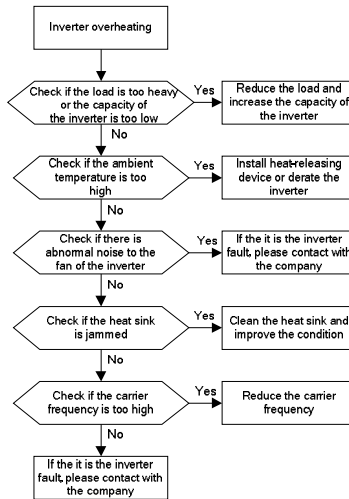 Inverter overheating
Check if the load is too heavy
or the capacity of
the inverter is too low
Yes
Reduce the load and
increase the capacity of
the inverter
No
Check if the ambient
temperature is too
high
Yes
Install heat-releasing
device or derate the
inverter
No
Check if there is
abnormal noise to the
fan of the inverter
Yes
If the it is the inverter
fault, please contact with
the company
No
Check if the heat sink
is jammed
Yes
Clean the heat sink and
improve the condition
No
Check if the carrier
frequency is too high
Yes
Reduce the carrier
frequency
No
If the it is the inverter
fault, please contact with
the company